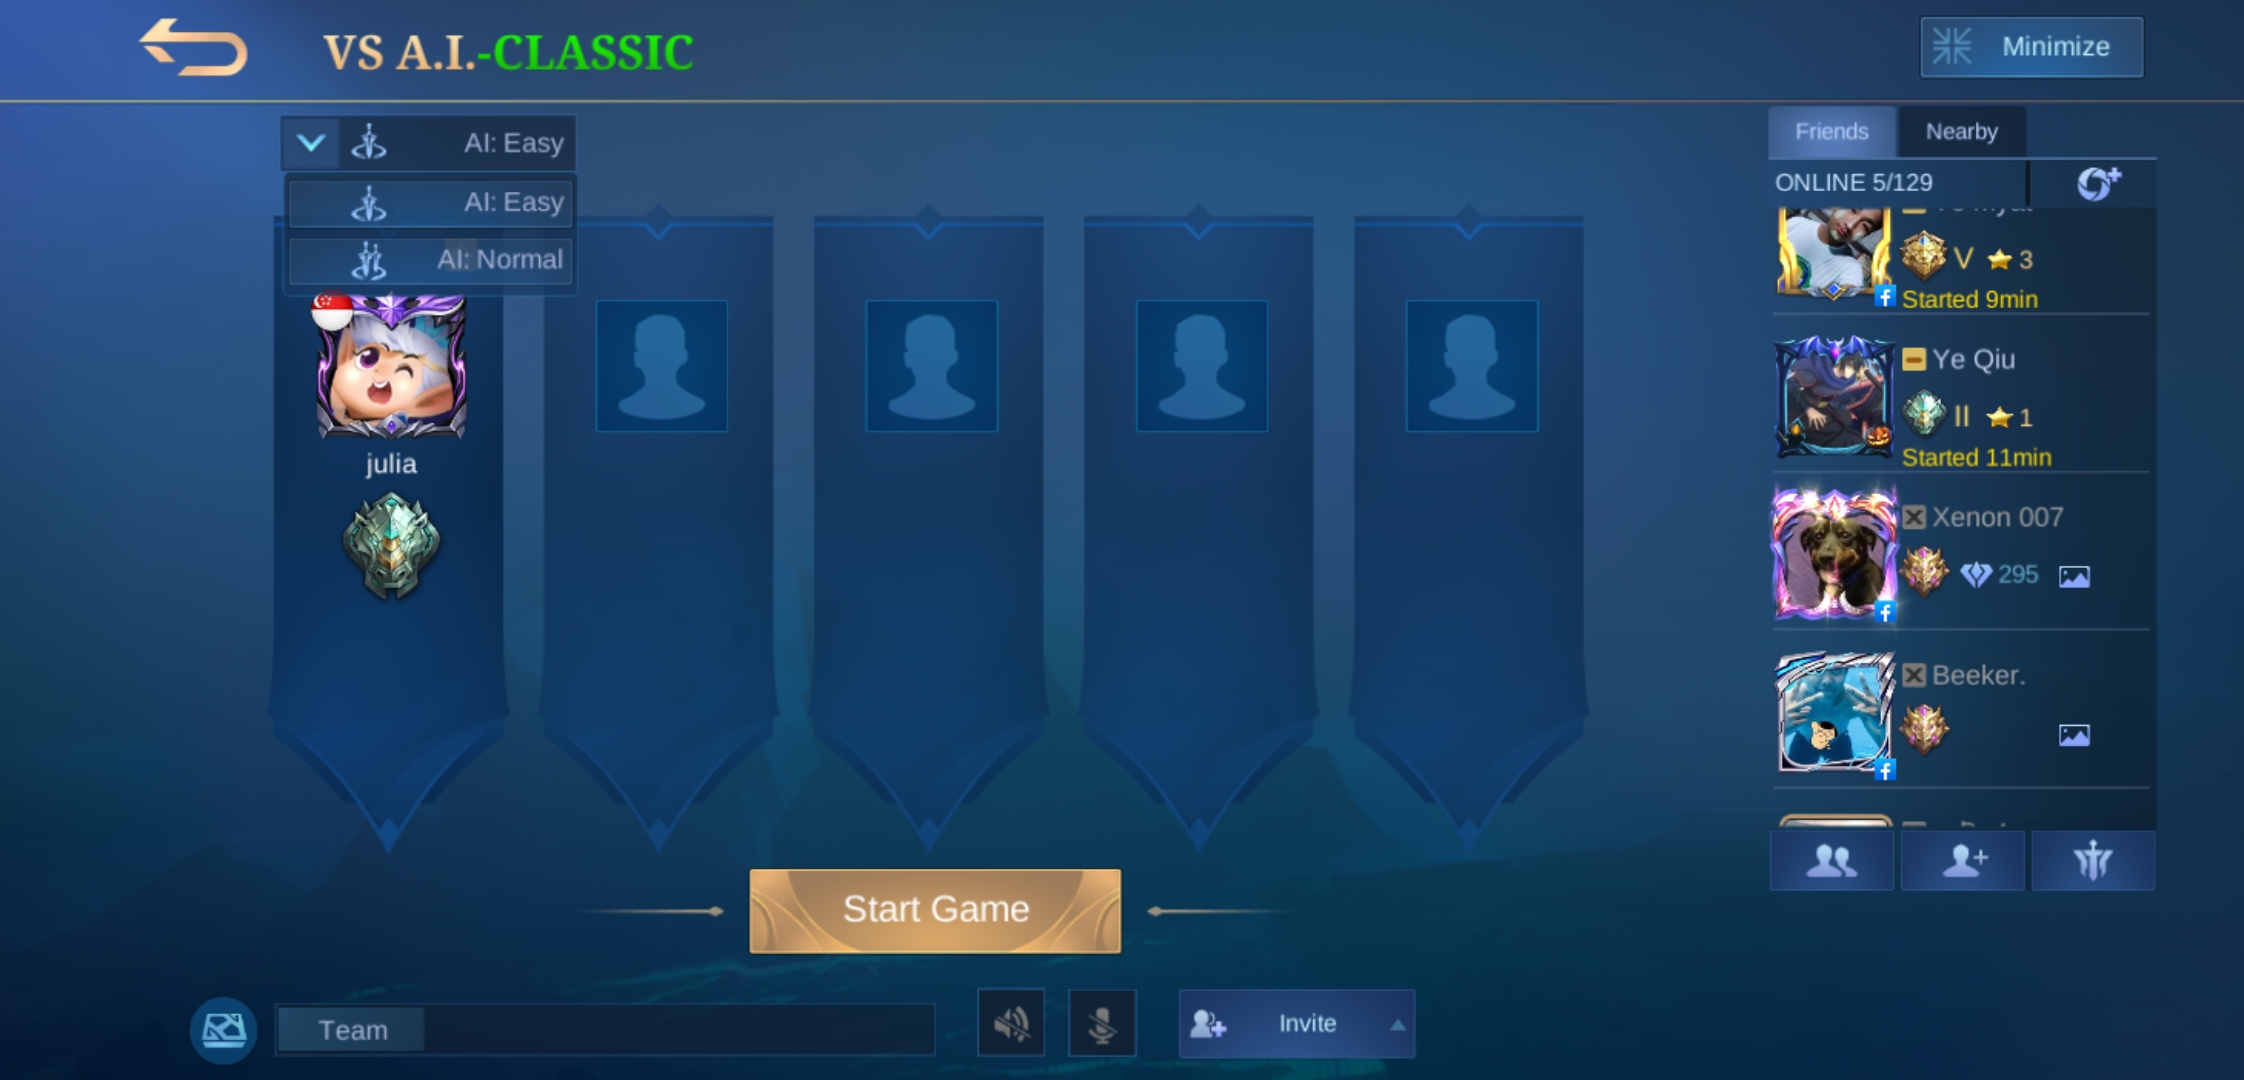 VS A.I.-CLASSIC
Minimize
AI: Easy
AI: Easy
AI: Normal
julia
Start Game
Team
Invite
Friends
Nearby
ONLINE 5/129
V 3
Started 9min
Ye Qiu
II 1
Started 11min
Xenon 007
295
Beeker.